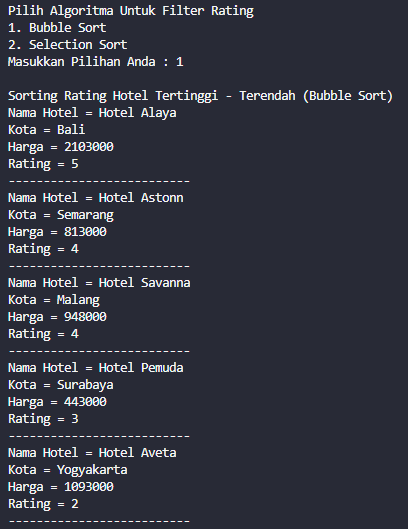 Pilih Algoritma Untuk Filter Rating
1. Bubble Sort
2. Selection Sort
Masukkan Pilihan Anda : 1

Sorting Rating Hotel Tertinggi - Terendah (Bubble Sort)
Nama Hotel = Hotel Alaya
Kota = Bali
Harga = 2103000
Rating = 5
--------------------------
Nama Hotel = Hotel Astonn
Kota = Semarang
Harga = 813000
Rating = 4
--------------------------
Nama Hotel = Hotel Savanna
Kota = Malang
Harga = 948000
Rating = 4
--------------------------
Nama Hotel = Hotel Pemuda
Kota = Surabaya
Harga = 443000
Rating = 3
--------------------------
Nama Hotel = Hotel Aveta
Kota = Yogyakarta
Harga = 1093000
Rating = 2
--------------------------